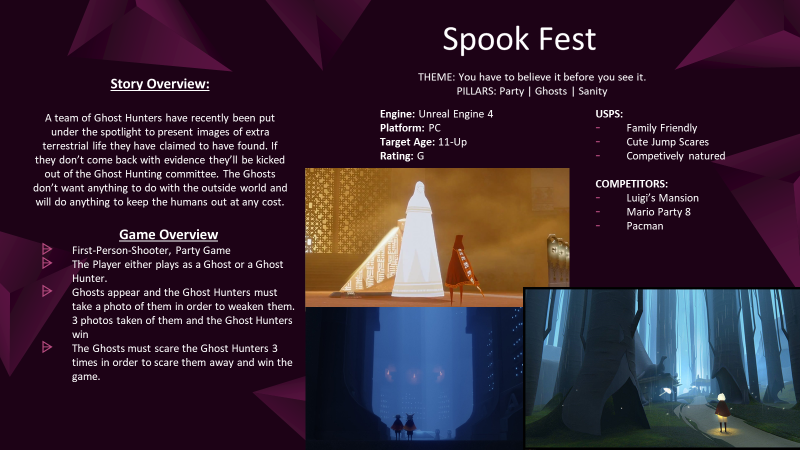 Spook Fest
THEME: You have to believe it before you see it.
PILLARS: Party | Ghosts | Sanity
Story Overview:
A team of Ghost Hunters have recently been put
under the spotlight to present images of extra
terrestrial life they have claimed to have found. If
they don't come back with evidence they'll be kicked
out of the Ghost Hunting committee. The Ghosts
don't want anything to do with the outside world and
will do anything to keep the humans out at any cost.
Game Overview
First-Person-Shooter, Party Game
The Player either plays as a Ghost or a Ghost
Hunter.
Ghosts appear and the Ghost Hunters must
take a photo of them in order to weaken them.
3 photos taken of them and the Ghost Hunters
win
The Ghosts must scare the Ghost Hunters 3
times in order to scare them away and win the
game.
Engine: Unreal Engine 4
Platform: PC
Target Age: 11-Up
Rating: G
USPS:
- Family Friendly
- Cute Jump Scares
- Competively natured
COMPETITORS:
- Luigi's Mansion
- Mario Party 8
- Pacman